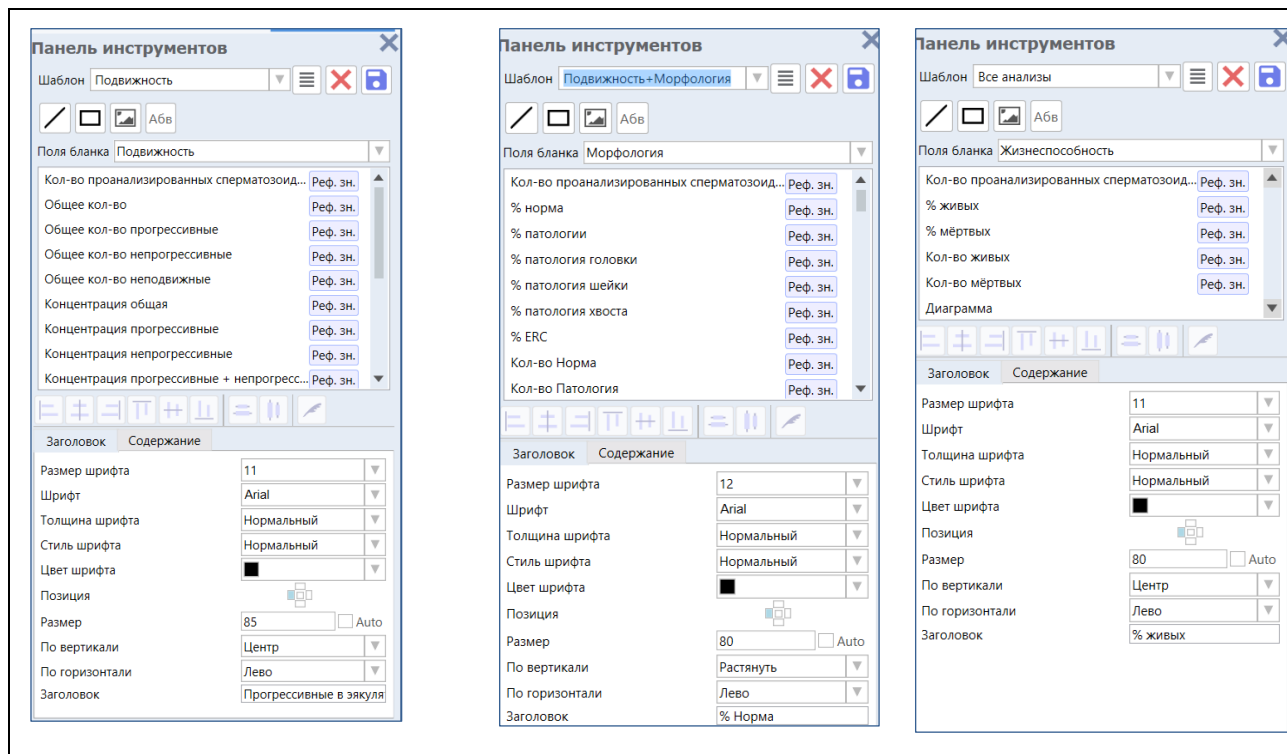 Панель инструментов
Шаблон Подвижность
Абв
Поля бланка Подвижность
Кол-во проанализированных сперматозоид... Реф. зн.
Общее кол-во Реф. зн.
Общее кол-во прогрессивные Реф. зн.
Общее кол-во непрогрессивные Реф. зн.
Общее кол-во неподвижные Реф. зн.
Концентрация общая Реф. зн.
Концентрация прогрессивные Реф. зн.
Концентрация непрогрессивные Реф. зн.
Концентрация прогрессивные + непрогресс... Реф. зн.
Заголовок Содержание
Размер шрифта 11
Шрифт Arial
Толщина шрифта Нормальный
Стиль шрифта Нормальный
Цвет шрифта
Позиция
Размер 85 Auto
По вертикали Центр
По горизонтали Лево
Заголовок Прогрессивные в эякуля
Панель инструментов
Шаблон Подвижность+Морфология
Абв
Поля бланка Морфология
Кол-во проанализированных сперматозоид... Реф. зн.
% норма Реф. зн.
% патологии Реф. зн.
% патология головки Реф. зн.
% патология шейки Реф. зн.
% патология хвоста Реф. зн.
% ERC Реф. зн.
Кол-во Норма Реф. зн.
Кол-во Патология Реф. зн.
Заголовок Содержание
Размер шрифта 12
Шрифт Arial
Толщина шрифта Нормальный
Стиль шрифта Нормальный
Цвет шрифта
Позиция
Размер 80 Auto
По вертикали Растянуть
По горизонтали Лево
Заголовок % Норма
Панель инструментов
Шаблон Все анализы
Абв
Поля бланка Жизнеспособность
Кол-во проанализированных сперматозоид... Реф. зн.
% живых Реф. зн.
% мёртвых Реф. зн.
Кол-во живых Реф. зн.
Кол-во мёртвых Реф. зн.
Диаграмма
Заголовок Содержание
Размер шрифта 11
Шрифт Arial
Толщина шрифта Нормальный
Стиль шрифта Нормальный
Цвет шрифта
Позиция
Размер 80 Auto
По вертикали Центр
По горизонтали Лево
Заголовок % живых